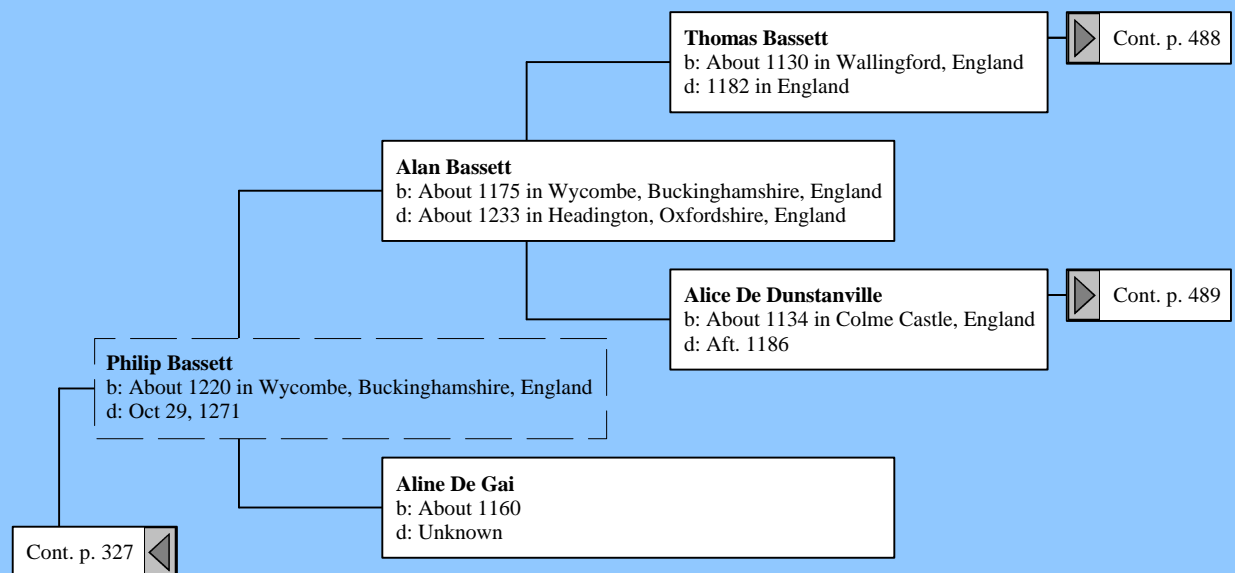 Thomas Bassett
b: About 1130 in Wallingford, England
d: 1182 in England
Cont. p. 488
Alan Bassett
b: About 1175 in Wycombe, Buckinghamshire, England
d: About 1233 in Headington, Oxfordshire, England
Alice De Dunstanville
b: About 1134 in Colme Castle, England
d: Aft. 1186
Cont. p. 489
Philip Bassett
b: About 1220 in Wycombe, Buckinghamshire, England
d: Oct 29, 1271
Aline De Gai
b: About 1160
d: Unknown
Cont. p. 327